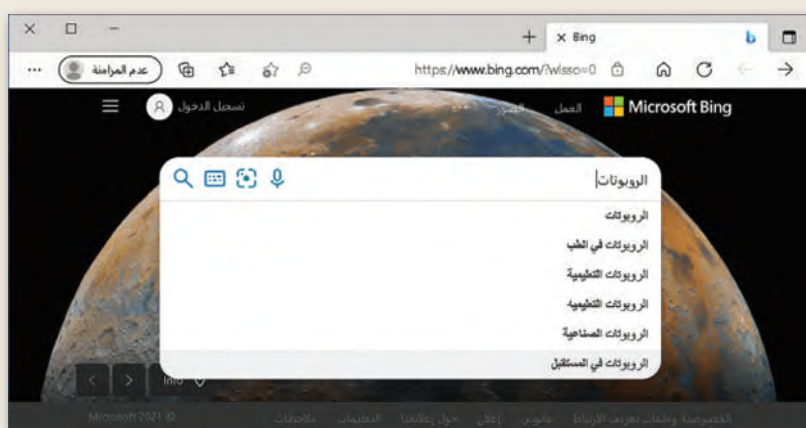 Bing
عدم المزامنة
https://www.bing.com/?wlsso=0
Microsoft Bing
العمل
الصور
تسجيل الدخول
الروبوتات
الروبوتات
الروبوتات في الطب
الروبوتات التعليمية
الروبوتات التعليميه
الروبوتات الصناعية
الروبوتات في المستقبل
Info
الخصوصية وملفات تعريف الارتباط قانوني إعلان حول إعلاناتنا التعليمات ملاحظات
Microsoft 2021 ©